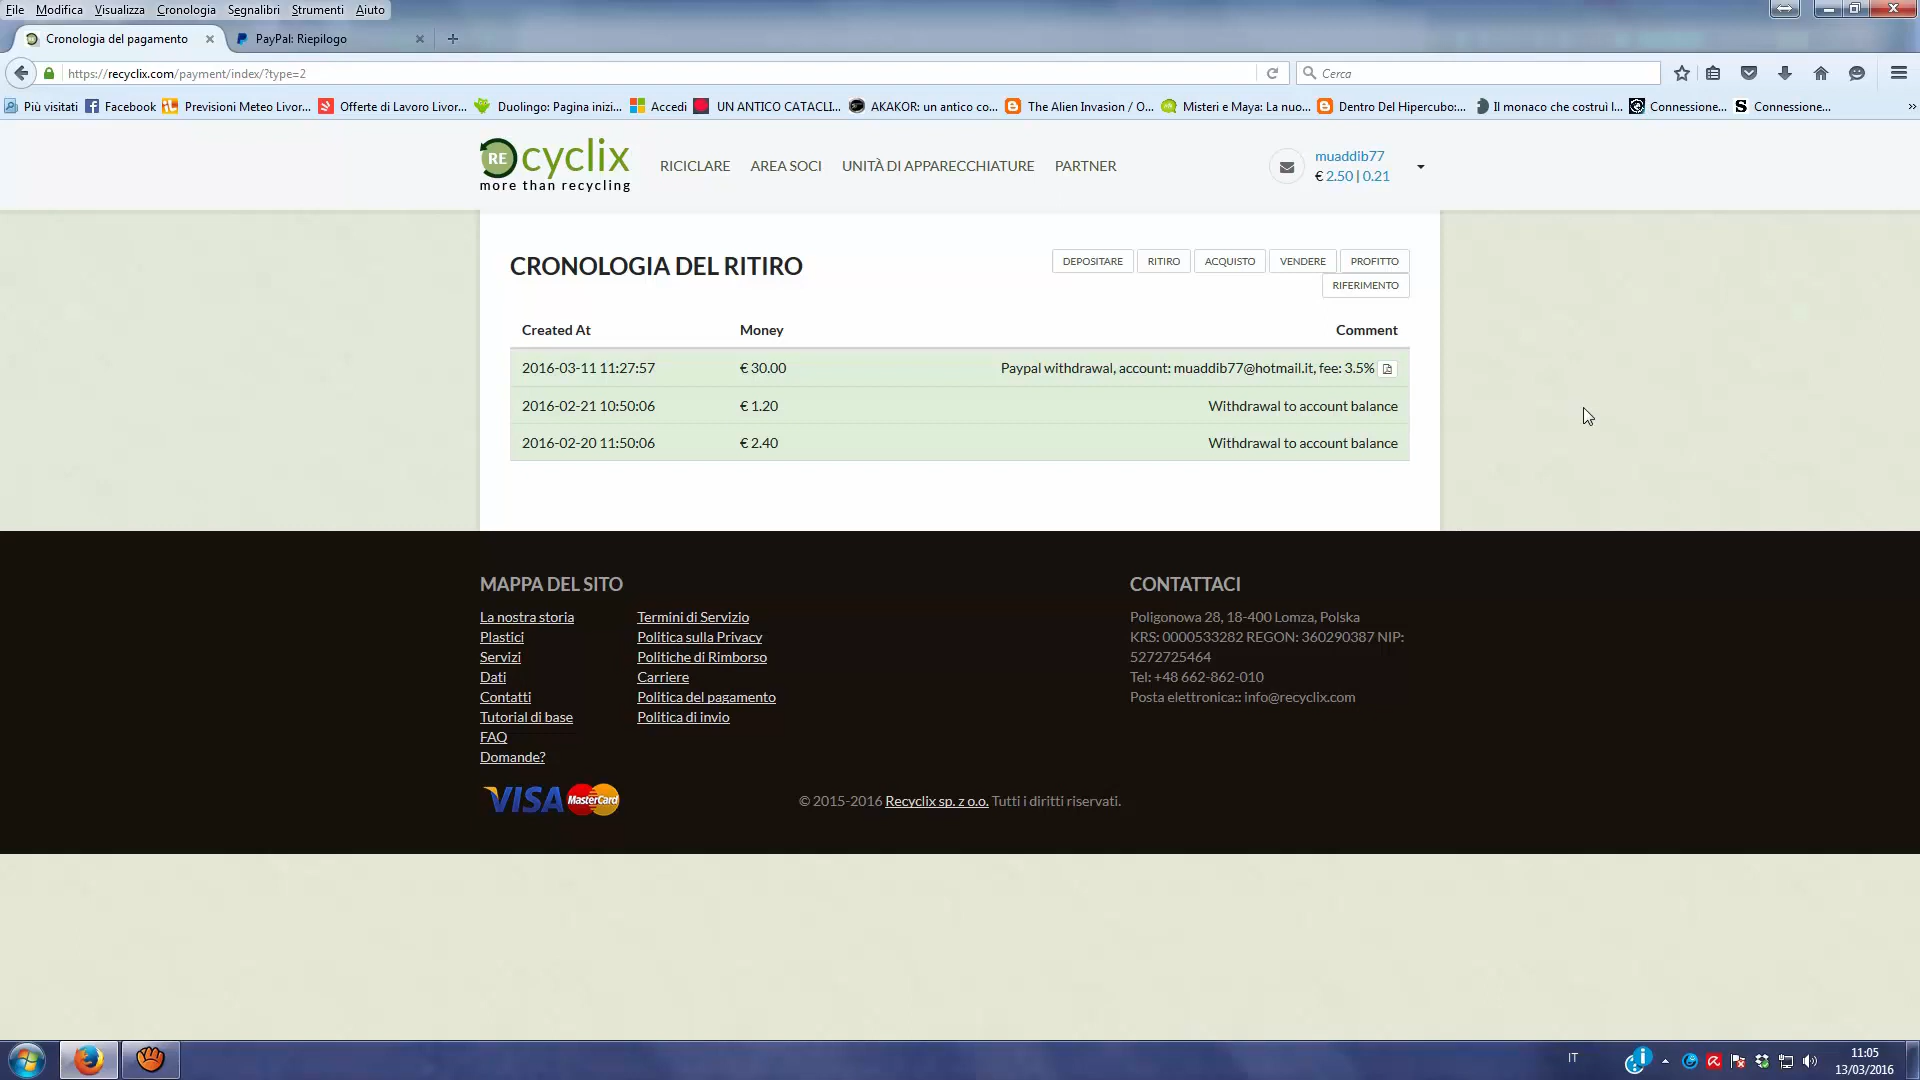 File Modifica Visualizza Cronologia Segnalibri Strumenti Aiuto
Cronologia del pagamento
PayPal: Riepilogo
https://recyclix.com/payment/index/?type=2
Cerca
Più visitati Facebook Previsioni Meteo Livor... Offerte di Lavoro Livor... Duolingo: Pagina inizi... Accedi UN ANTICO CATACLI... AKAKOR: un antico co... The Alien Invasion / O... Misteri e Maya: La nuo... Dentro Del Hipercubo:... Il monaco che costruì l... Connessione... Connessione...
RE cyclix
more than recycling
RICICLARE AREA SOCI UNITÀ DI APPARECCHIATURE PARTNER
muaddib77
€ 2.50 | 0.21
CRONOLOGIA DEL RITIRO
DEPOSITARE RITIRO ACQUISTO VENDERE PROFITTO
RIFERIMENTO
Created At Money Comment
2016-03-11 11:27:57 € 30.00 Paypal withdrawal, account: muaddib77@hotmail.it, fee: 3.5%
2016-02-21 10:50:06 € 1.20 Withdrawal to account balance
2016-02-20 11:50:06 € 2.40 Withdrawal to account balance
MAPPA DEL SITO
La nostra storia
Plastici
Servizi
Dati
Contatti
Tutorial di base
FAQ
Domande?
Termini di Servizio
Politica sulla Privacy
Politiche di Rimborso
Carriere
Politica del pagamento
Politica di invio
CONTATTACI
Poligonowa 28, 18-400 Lomza, Polska
KRS: 0000533282 REGON: 360290387 NIP:
5272725464
Tel: +48 662-862-010
Posta elettronica:: info@recyclix.com
VISA MasterCard
© 2015-2016 Recyclix sp. z o.o. Tutti i diritti riservati.
IT
11:05
13/03/2016